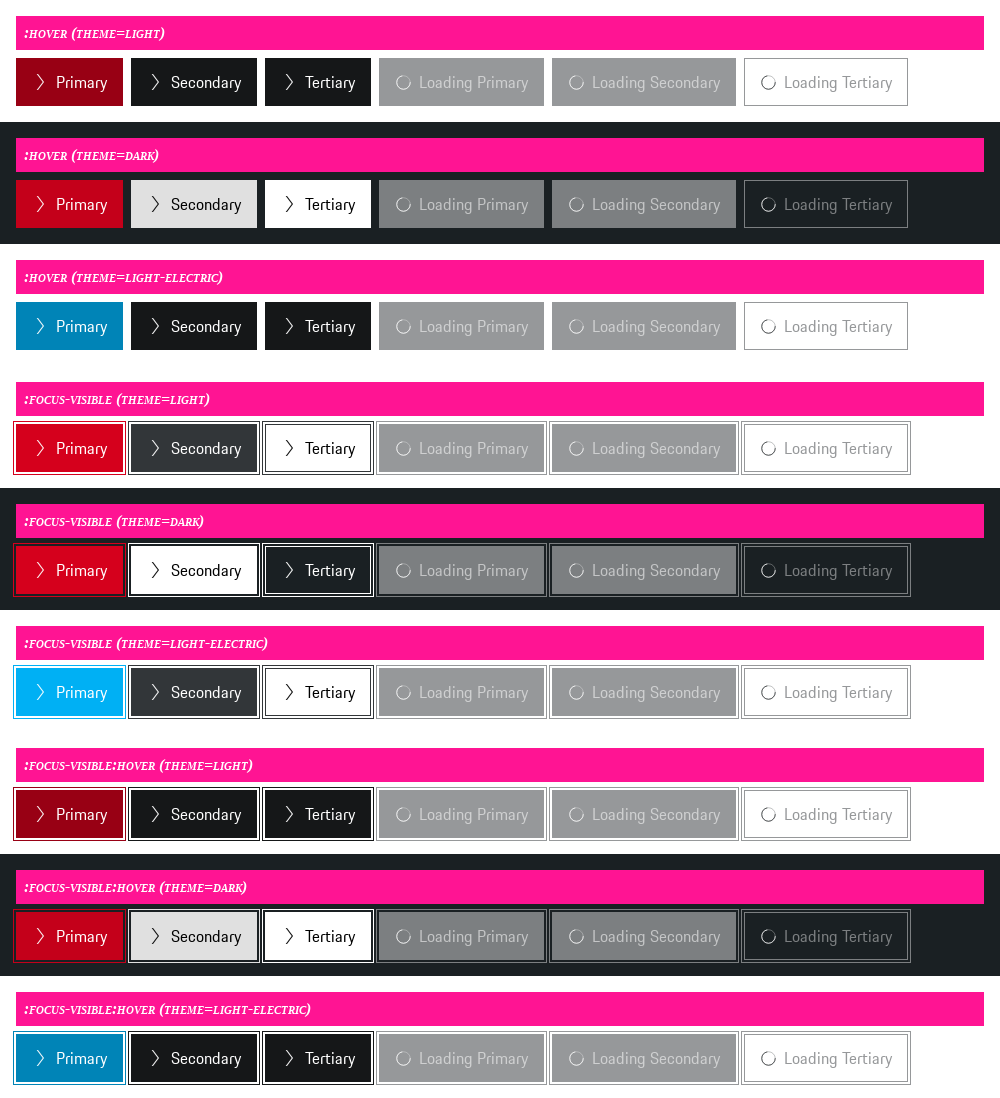 :HOVER (THEME=LIGHT)
Primary Secondary Tertiary Loading Primary Loading Secondary Loading Tertiary
:HOVER (THEME=DARK)
Primary Secondary Tertiary Loading Primary Loading Secondary Loading Tertiary
:HOVER (THEME=LIGHT-ELECTRIC)
Primary Secondary Tertiary Loading Primary Loading Secondary Loading Tertiary
:FOCUS-VISIBLE (THEME=LIGHT)
Primary Secondary Tertiary Loading Primary Loading Secondary Loading Tertiary
:FOCUS-VISIBLE (THEME=DARK)
Primary Secondary Tertiary Loading Primary Loading Secondary Loading Tertiary
:FOCUS-VISIBLE (THEME=LIGHT-ELECTRIC)
Primary Secondary Tertiary Loading Primary Loading Secondary Loading Tertiary
:FOCUS-VISIBLE:HOVER (THEME=LIGHT)
Primary Secondary Tertiary Loading Primary Loading Secondary Loading Tertiary
:FOCUS-VISIBLE:HOVER (THEME=DARK)
Primary Secondary Tertiary Loading Primary Loading Secondary Loading Tertiary
:FOCUS-VISIBLE:HOVER (THEME=LIGHT-ELECTRIC)
Primary Secondary Tertiary Loading Primary Loading Secondary Loading Tertiary